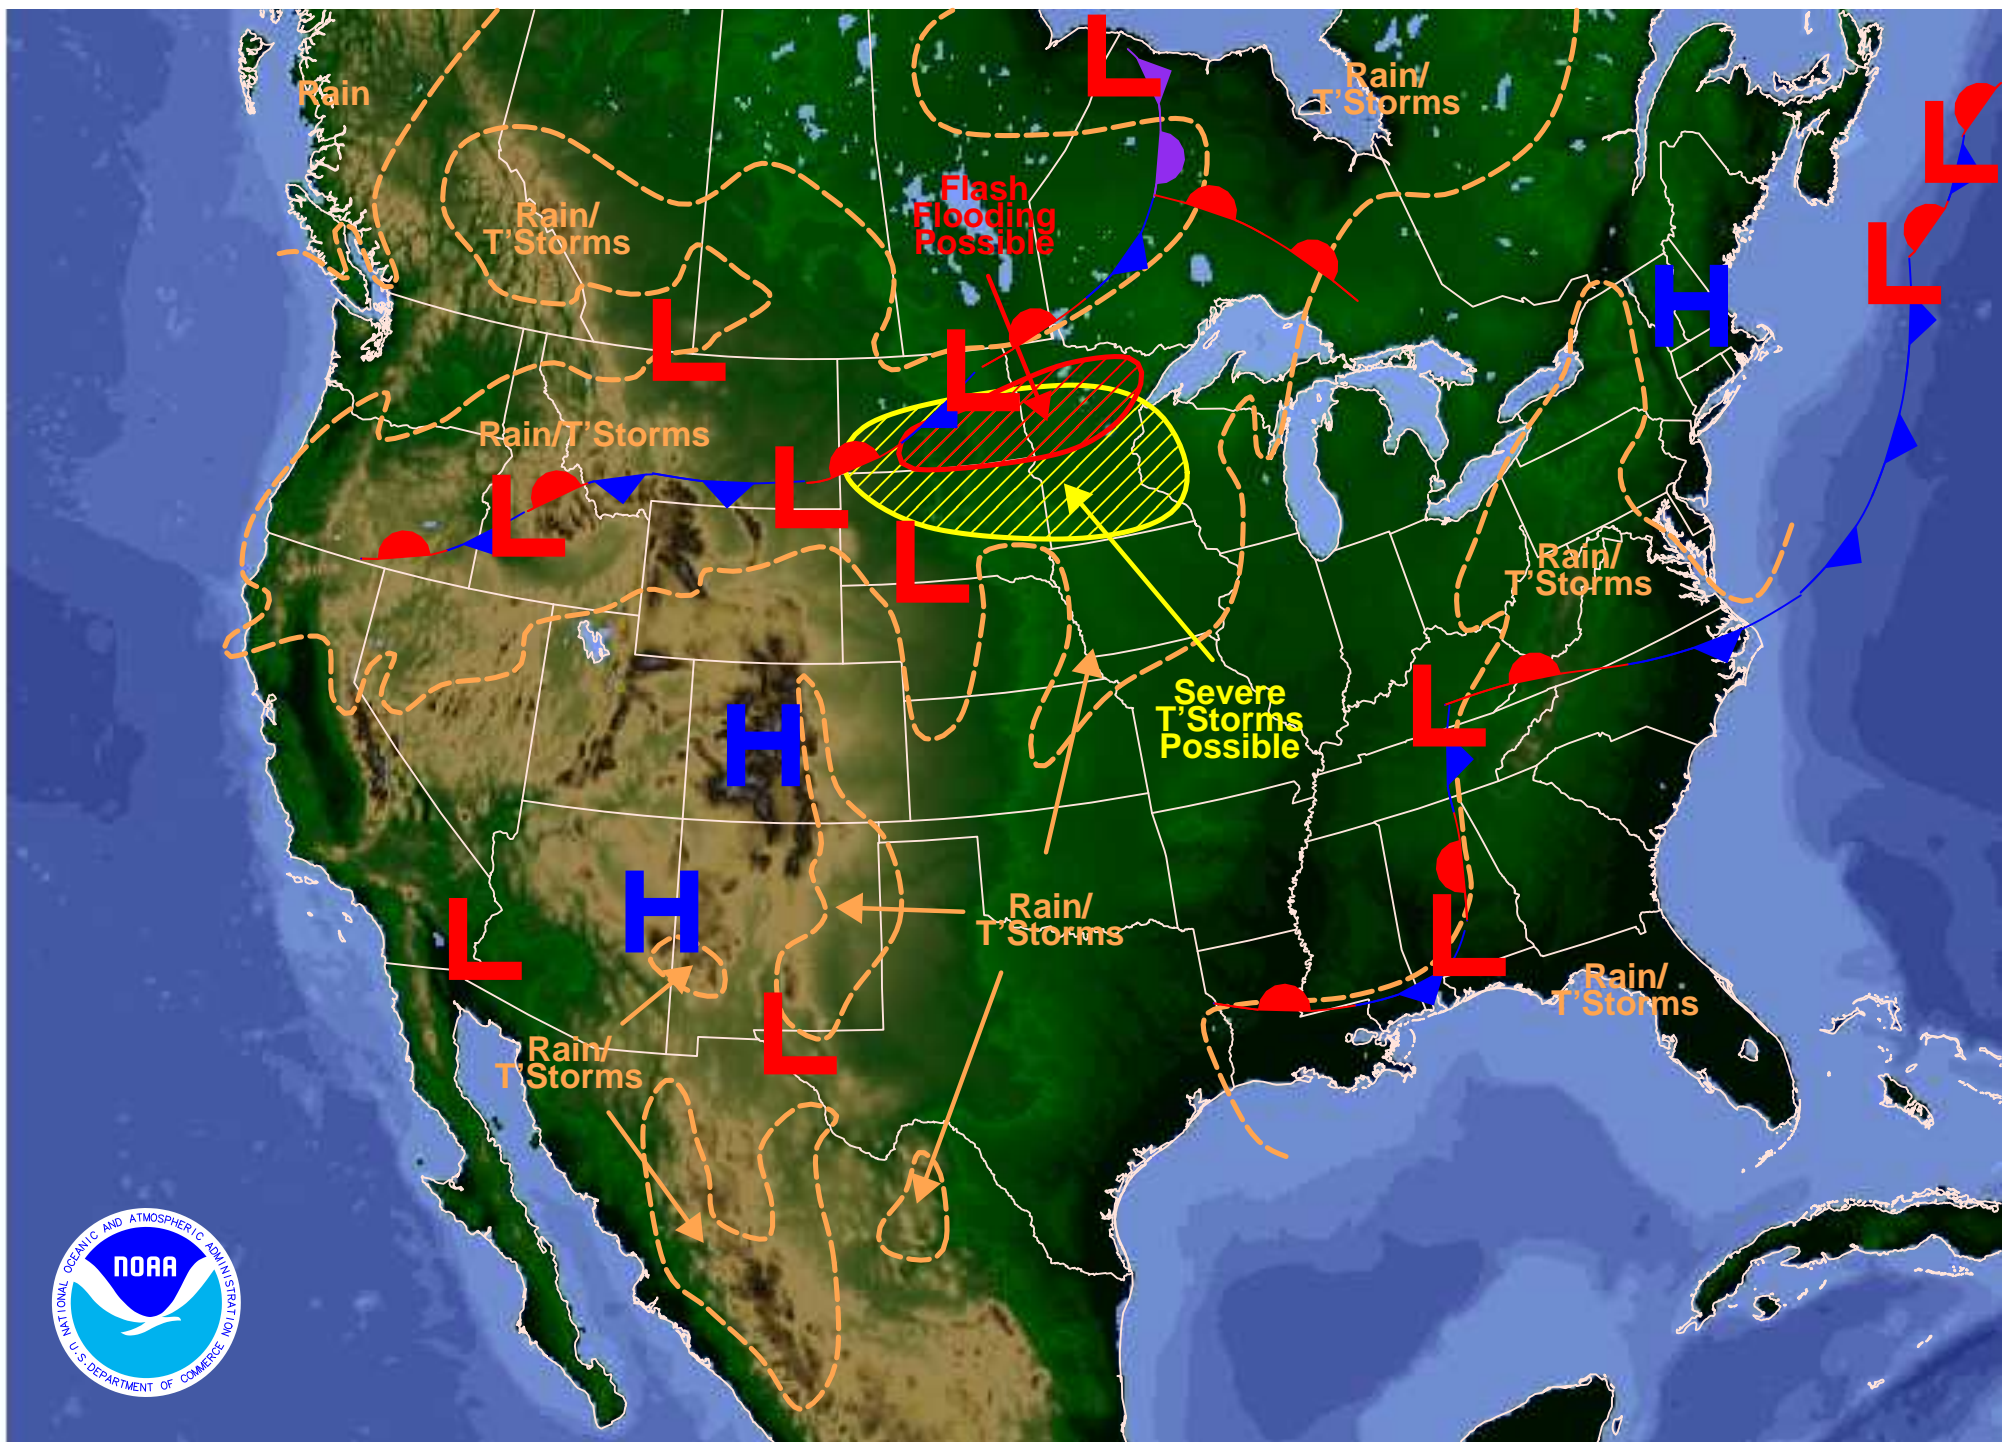 Rain
Rain/
T'Storms
L
Flash
Flooding
Possible
Rain/
T'Storms
L
L
H
L
L
Rain/T'Storms
L
L
L
Rain/
T'Storms
H
Severe
T'Storms
Possible
L
H
L
L
Rain/
T'Storms
Rain/
T'Storms
L
Rain/
T'Storms
NATIONAL OCEANIC AND ATMOSPHERIC ADMINISTRATION
NOAA
U.S. DEPARTMENT OF COMMERCE